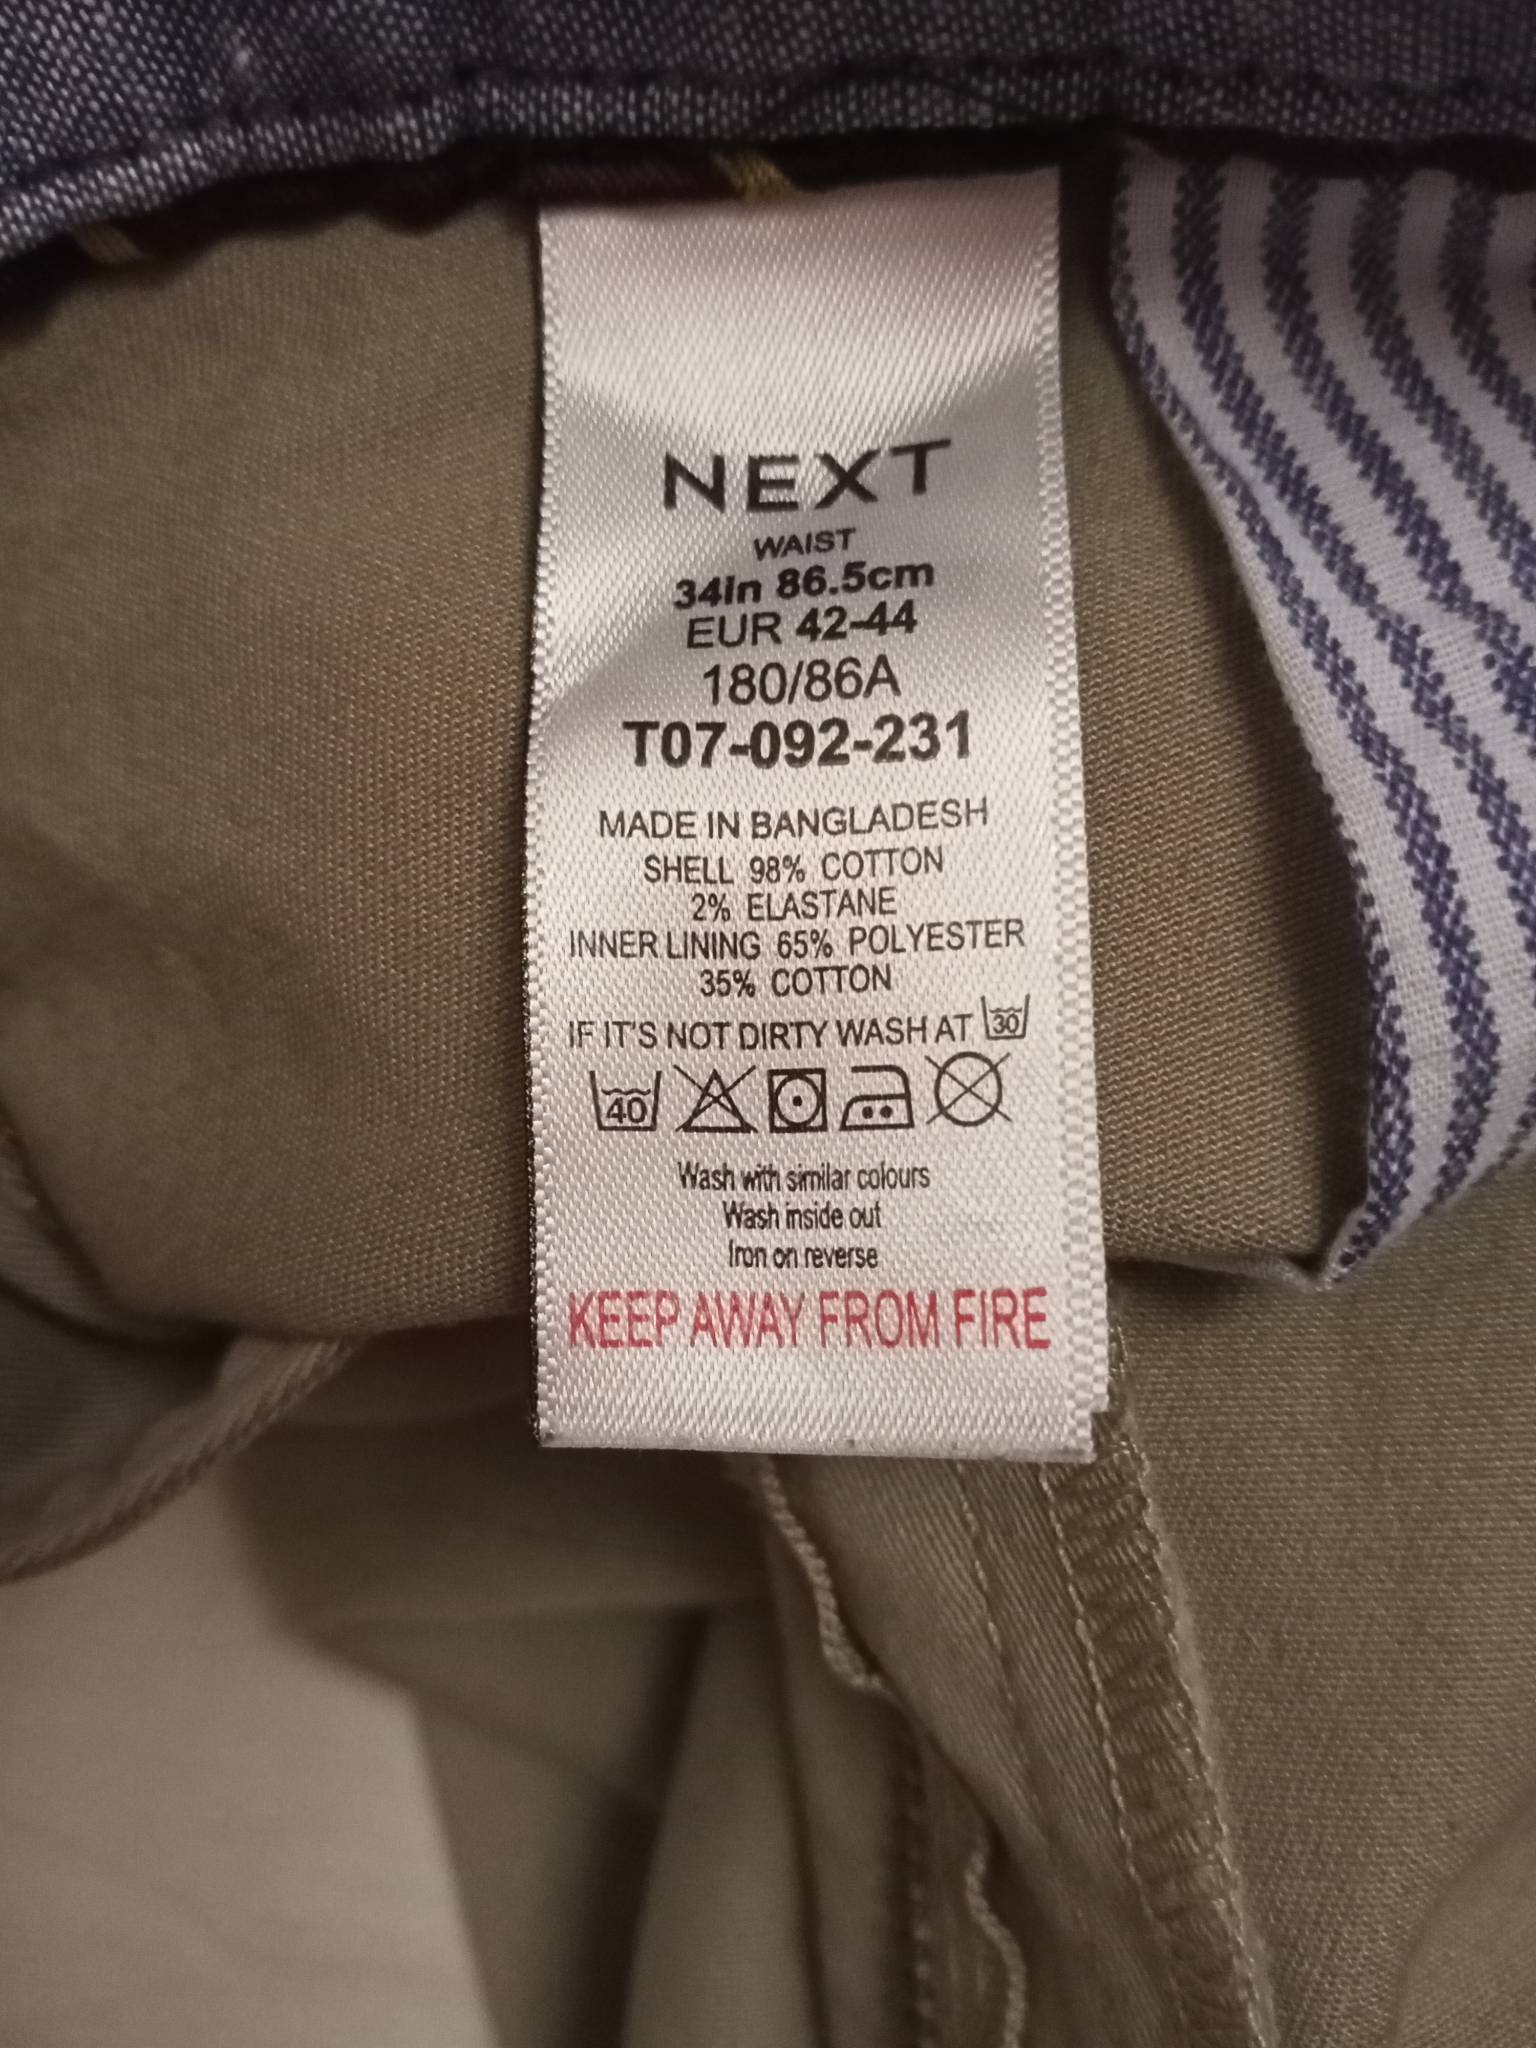 NEXT
WAIST
34in 86.5cm
EUR 42-44
180/86A
T07-092-231
MADE IN BANGLADESH
SHELL 98% COTTON
2% ELASTANE
INNER LINING 65% POLYESTER
35% COTTON
IF IT'S NOT DIRTY WASH AT 30
40
Wash with similar colours
Wash inside out
Iron on reverse
KEEP AWAY FROM FIRE